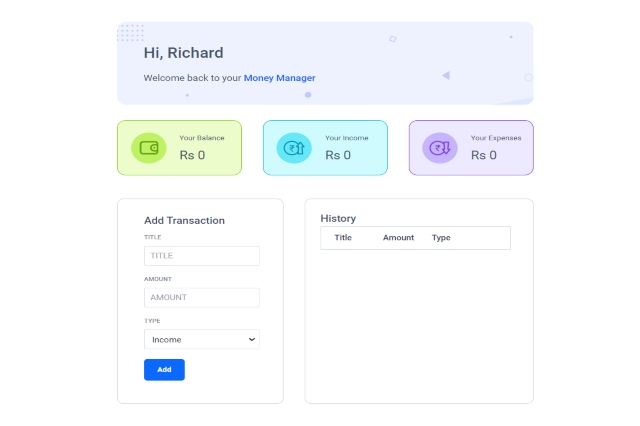 Hi, Richard
Welcome back to your Money Manager
Your Balance
Rs 0
Your Income
Rs 0
Your Expenses
Rs 0
Add Transaction
TITLE
TITLE
AMOUNT
AMOUNT
TYPE
Income
Add
History
Title Amount Type